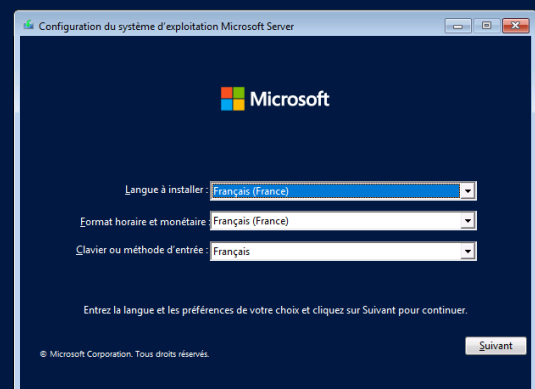 Configuration du système d'exploitation Microsoft Server
Microsoft
Langue à installer : Français (France)
Format horaire et monétaire : Français (France)
Clavier ou méthode d'entrée : Français
Entrez la langue et les préférences de votre choix et cliquez sur Suivant pour continuer.
© Microsoft Corporation. Tous droits réservés.
Suivant